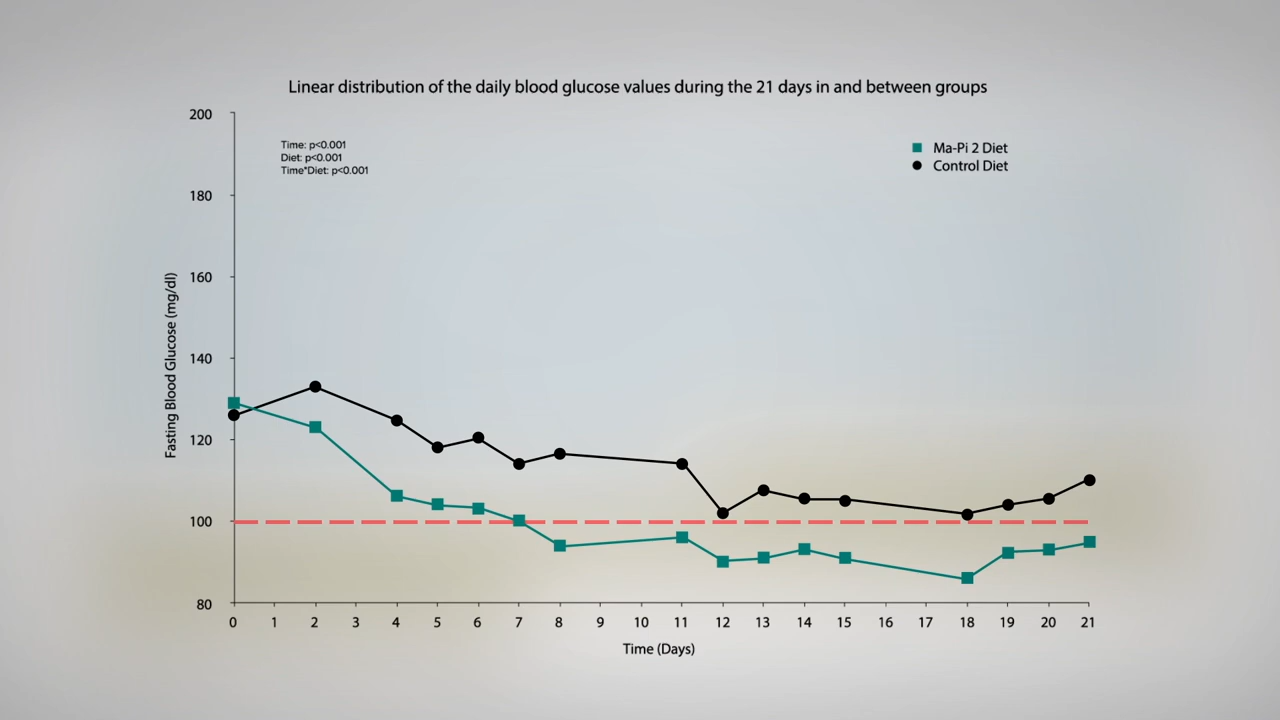 Linear distribution of the daily blood glucose values during the 21 days in and between groups
200
Time: p<0.001
Diet: p<0.001
Time*Diet: p<0.001
Ma-Pi 2 Diet
Control Diet
180
160
140
120
100
80
Fasting Blood Glucose (mg/dl)
0 1 2 3 4 5 6 7 8 9 10 11 12 13 14 15 16 17 18 19 20 21
Time (Days)